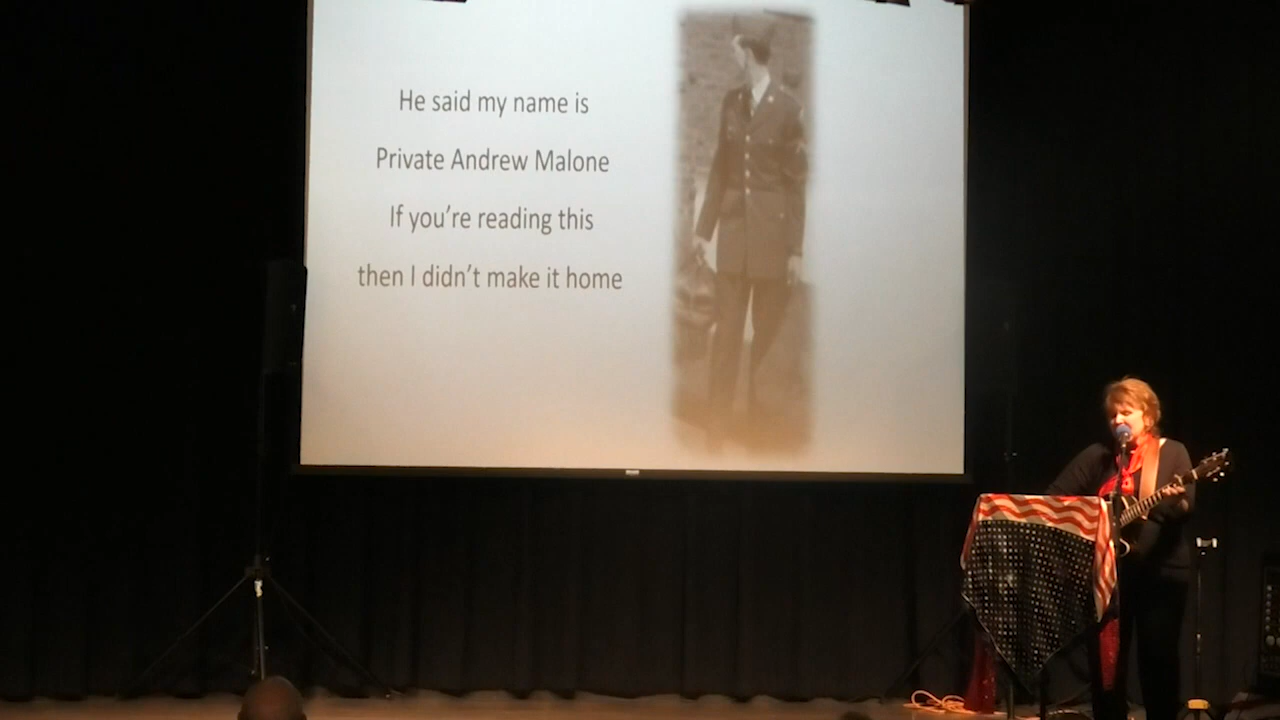 He said my name is
Private Andrew Malone
If you're reading this
then I didn't make it home